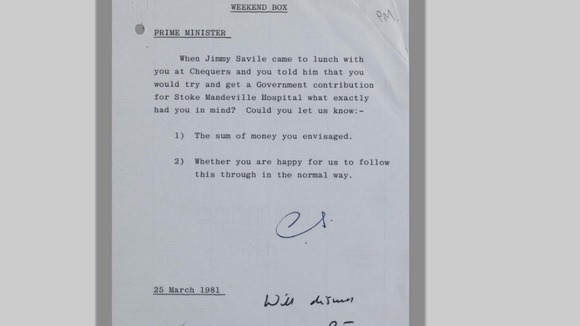 WEEKEND BOX
PM
PRIME MINISTER
When Jimmy Savile came to lunch with
you at Chequers and you told him that you
would try and get a Government contribution
for Stoke Mandeville Hospital what exactly
had you in mind? Could you let us know:-
1) The sum of money you envisaged.
2) Whether you are happy for us to follow
this through in the normal way.
CS.
25 March 1981
Will discuss